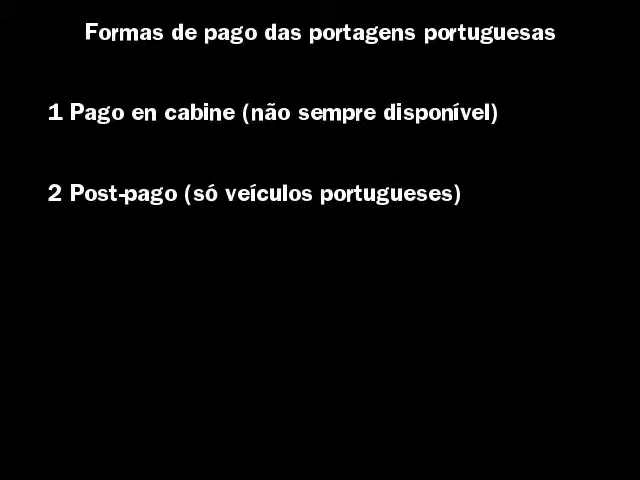 Formas de pago das portagens portuguesas
1 Pago en cabine (não sempre disponível)
2 Post-pago (só veículos portugueses)